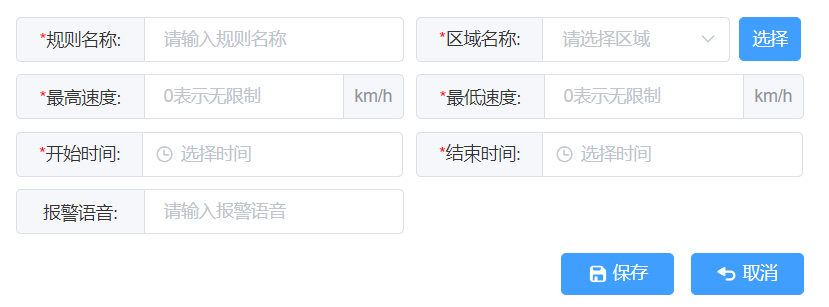 *规则名称: 请输入规则名称 *区域名称: 请选择区域 选择
*最高速度: 0表示无限制 km/h *最低速度: 0表示无限制 km/h
*开始时间: 选择时间 *结束时间: 选择时间
报警语音: 请输入报警语音
保存 取消